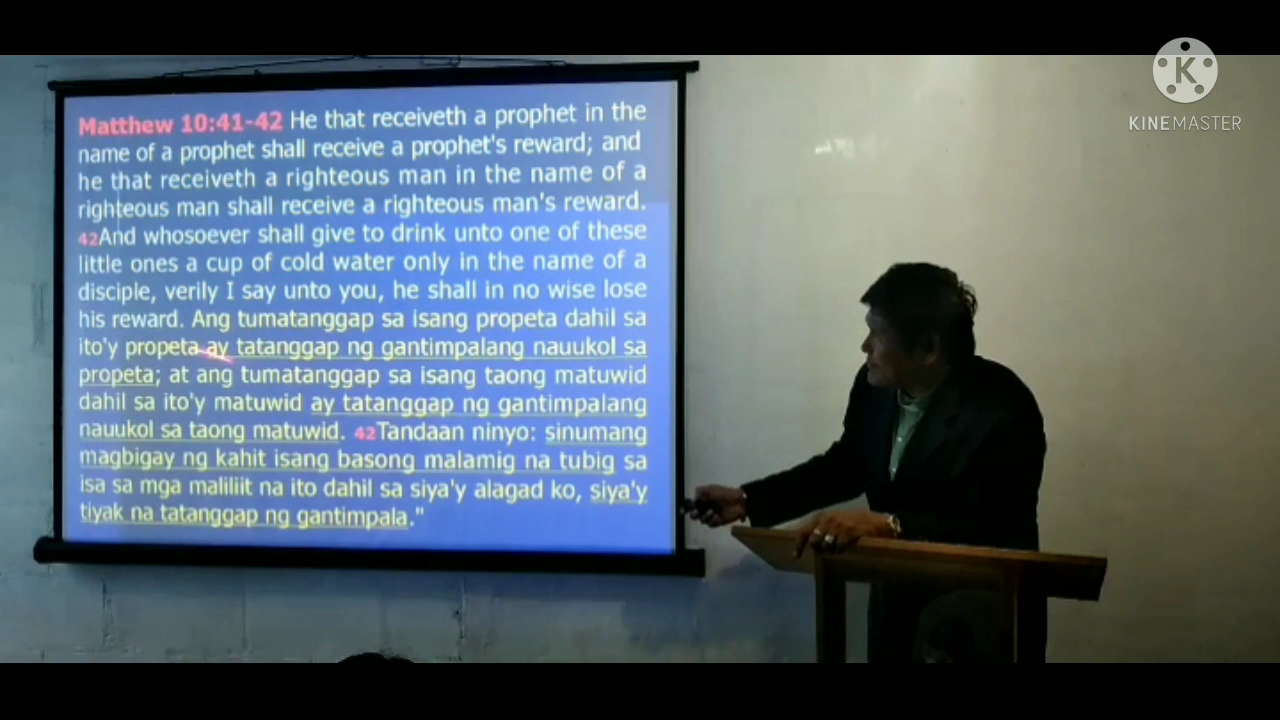 Matthew 10:41-42 He that receiveth a prophet in the
name of a prophet shall receive a prophet's reward; and
he that receiveth a righteous man in the name of a
righteous man shall receive a righteous man's reward.
42And whosoever shall give to drink unto one of these
little ones a cup of cold water only in the name of a
disciple, verily I say unto you, he shall in no wise lose
his reward. Ang tumatanggap sa isang propeta dahil sa
ito'y propeta ay tatanggap ng gantimpalang nauukol sa
propeta; at ang tumatanggap sa isang taong matuwid
dahil sa ito'y matuwid ay tatanggap ng gantimpalang
nauukol sa taong matuwid. 42Tandaan ninyo: sinumang
magbigay ng kahit isang basong malamig na tubig sa
isa sa mga maliliit na ito dahil sa siya'y alagad ko, siya'y
tiyak na tatanggap ng gantimpala."
K
KINEMASTER